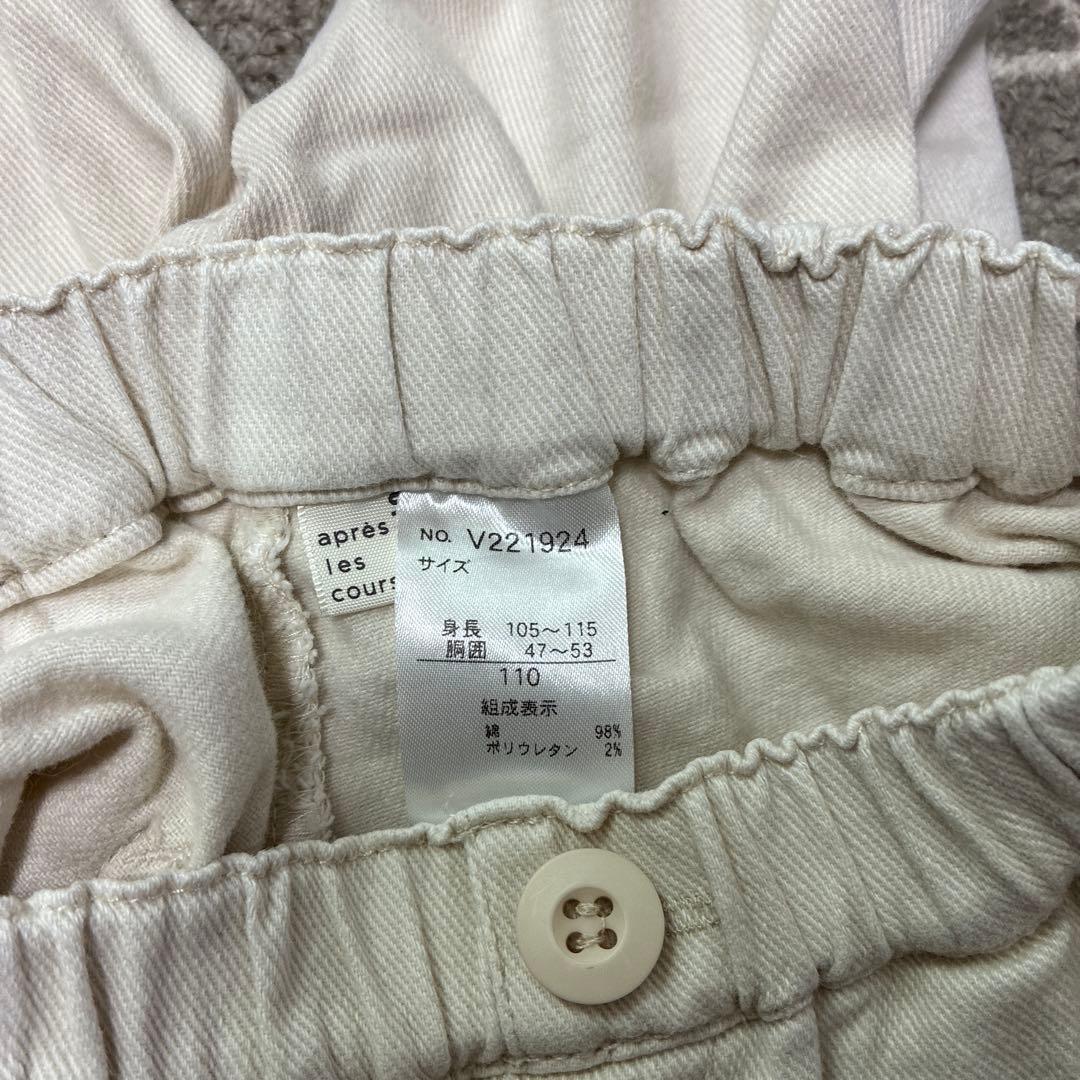 après
les
cours
NO. V221924
サイズ
身長 105～115
胴囲 47～53
110
組成表示
綿 98%
ポリウレタン 2%